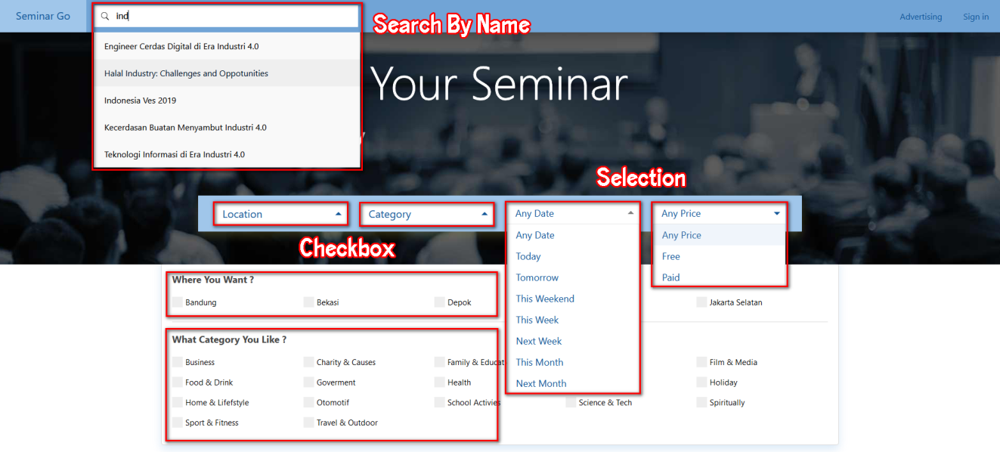 Seminar Go
ind
Search By Name
Advertising
Sign in
Engineer Cerdas Digital di Era Industri 4.0
Halal Industry: Challenges and Oppotunities
Indonesia Ves 2019
Kecerdasan Buatan Menyambut Industri 4.0
Teknologi Informasi di Era Industri 4.0
Your Seminar
Selection
Location
Category
Any Date
Any Date
Today
Tomorrow
This Weekend
This Week
Next Week
This Month
Next Month
Any Price
Any Price
Free
Paid
Checkbox
Where You Want ?
Bandung
Bekasi
Depok
Jakarta Selatan
What Category You Like ?
Business
Charity & Causes
Family & Educat
Film & Media
Food & Drink
Goverment
Health
Holiday
Home & Lifefstyle
Otomotif
School Activies
Science & Tech
Spiritually
Sport & Fitness
Travel & Outdoor